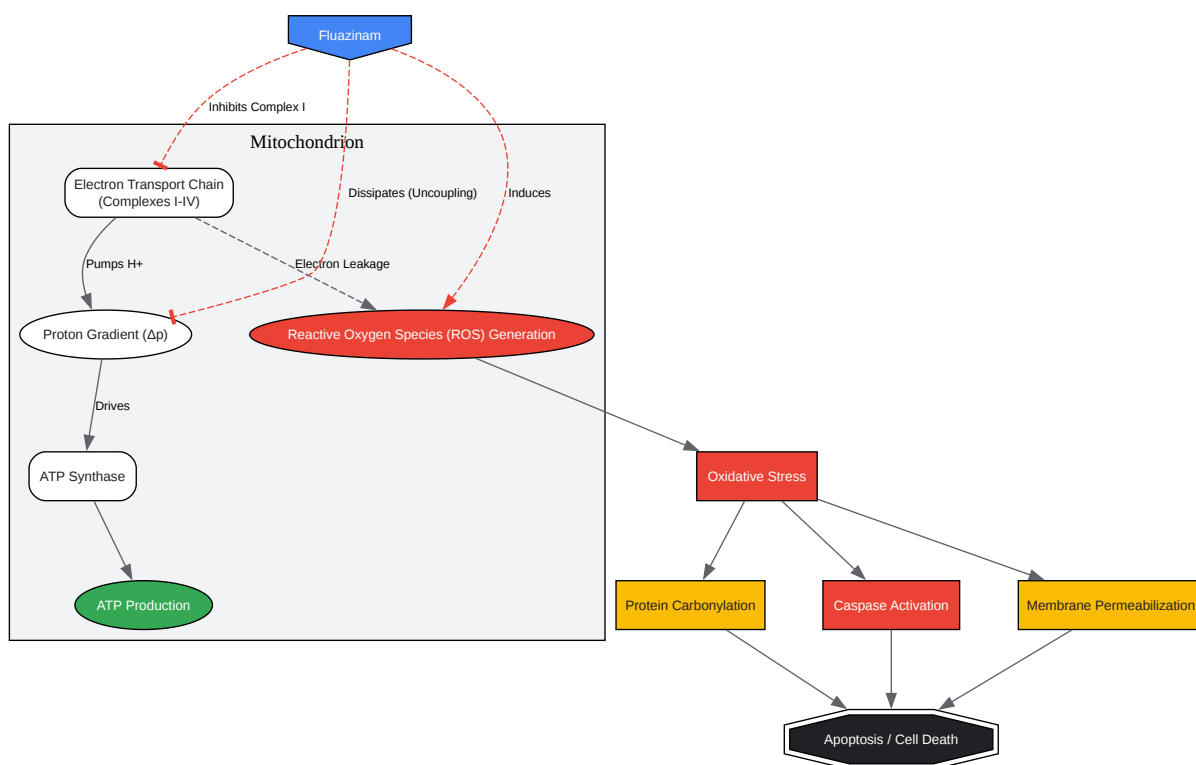 Fluazinam
Inhibits Complex I
Mitochondrion
Electron Transport Chain
(Complexes I-IV)
Dissipates (Uncoupling)
Induces
Pumps H+
Electron Leakage
Proton Gradient (Δp)
Reactive Oxygen Species (ROS) Generation
Drives
ATP Synthase
Oxidative Stress
ATP Production
Protein Carbonylation
Caspase Activation
Membrane Permeabilization
Apoptosis / Cell Death